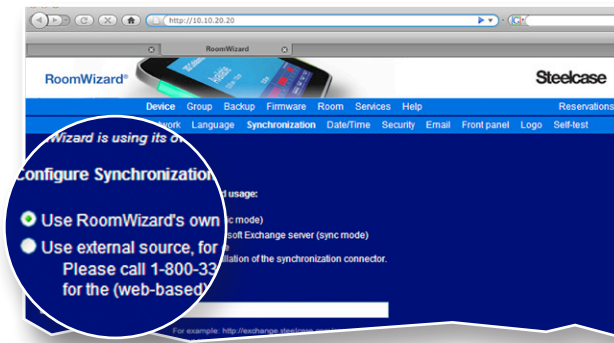 http://10.10.20.20
RoomWizard
RoomWizard®
Steelcase
Device Group Backup Firmware Room Services Help Reservations
Language Synchronization Date/Time Security Email Front panel Logo Self-test
Wizard is using its
Configure Synchronization
usage:
Use RoomWizard's own
mode)
Use external source, for
Exchange server (sync mode)
Please call 1-800-33
of the synchronization connector.
for the (web-based)
For example: http://exchange.steelcase